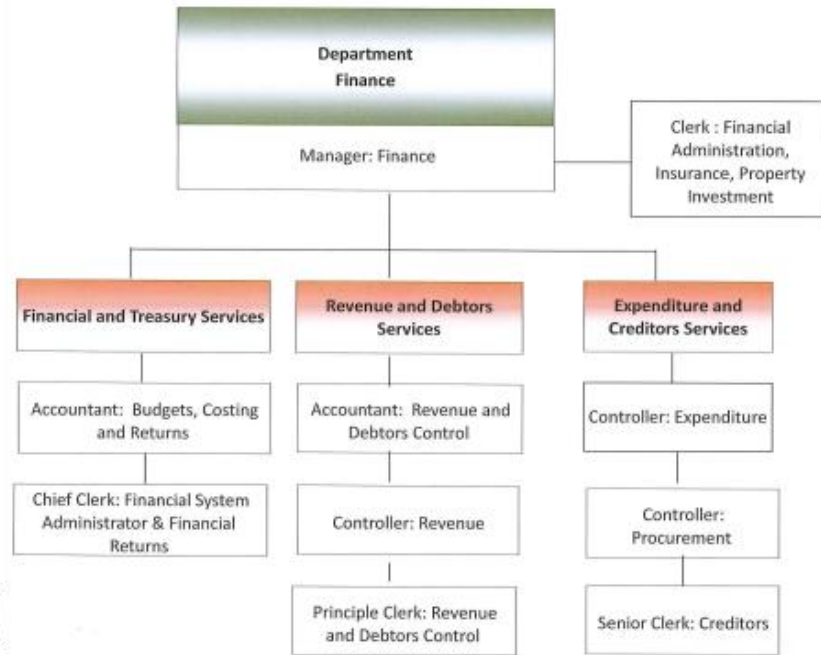 Department
Finance
Manager: Finance
Clerk : Financial
Administration,
Insurance, Property
Investment
Financial and Treasury Services
Revenue and Debtors
Services
Expenditure and
Creditors Services
Accountant: Budgets, Costing
and Returns
Accountant: Revenue and
Debtors Control
Controller: Expenditure
Chief Clerk: Financial System
Administrator & Financial
Returns
Controller: Revenue
Controller:
Procurement
Principle Clerk: Revenue
and Debtors Control
Senior Clerk: Creditors